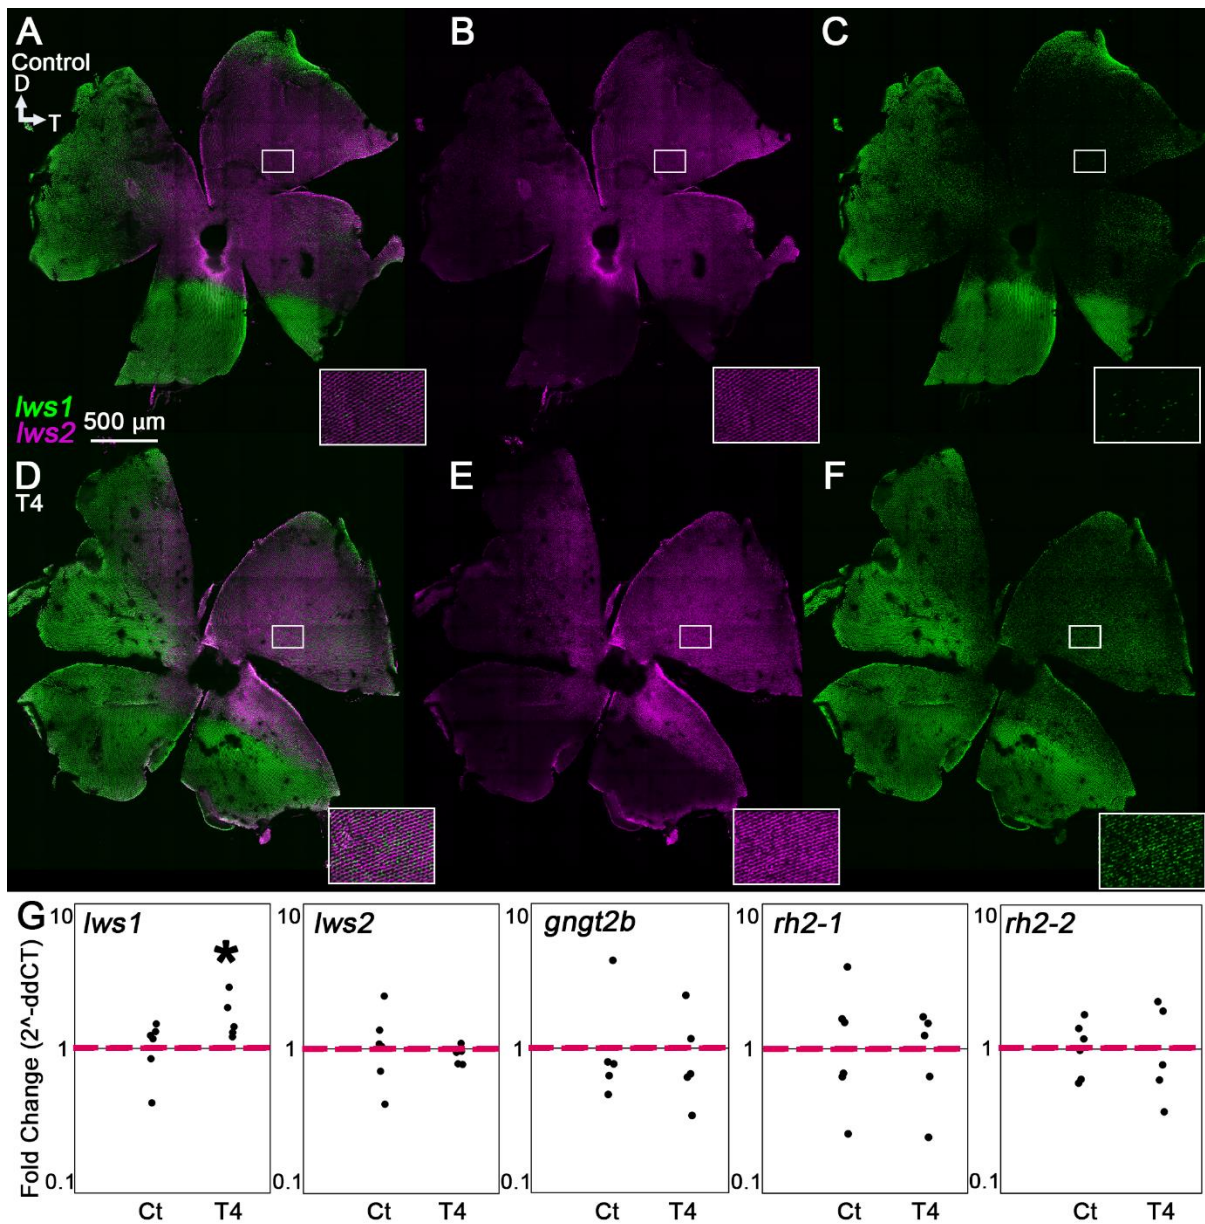 A B C
Control
D
T
lws1
lws2 500 μm
D E F
T4
G
Fold Change (2^-ddCT)
lws1 lws2 gngt2b rh2-1 rh2-2
*
10 10 10 10 10
1 1 1 1 1
0.1 0.1 0.1 0.1 0.1
Ct T4 Ct T4 Ct T4 Ct T4 Ct T4